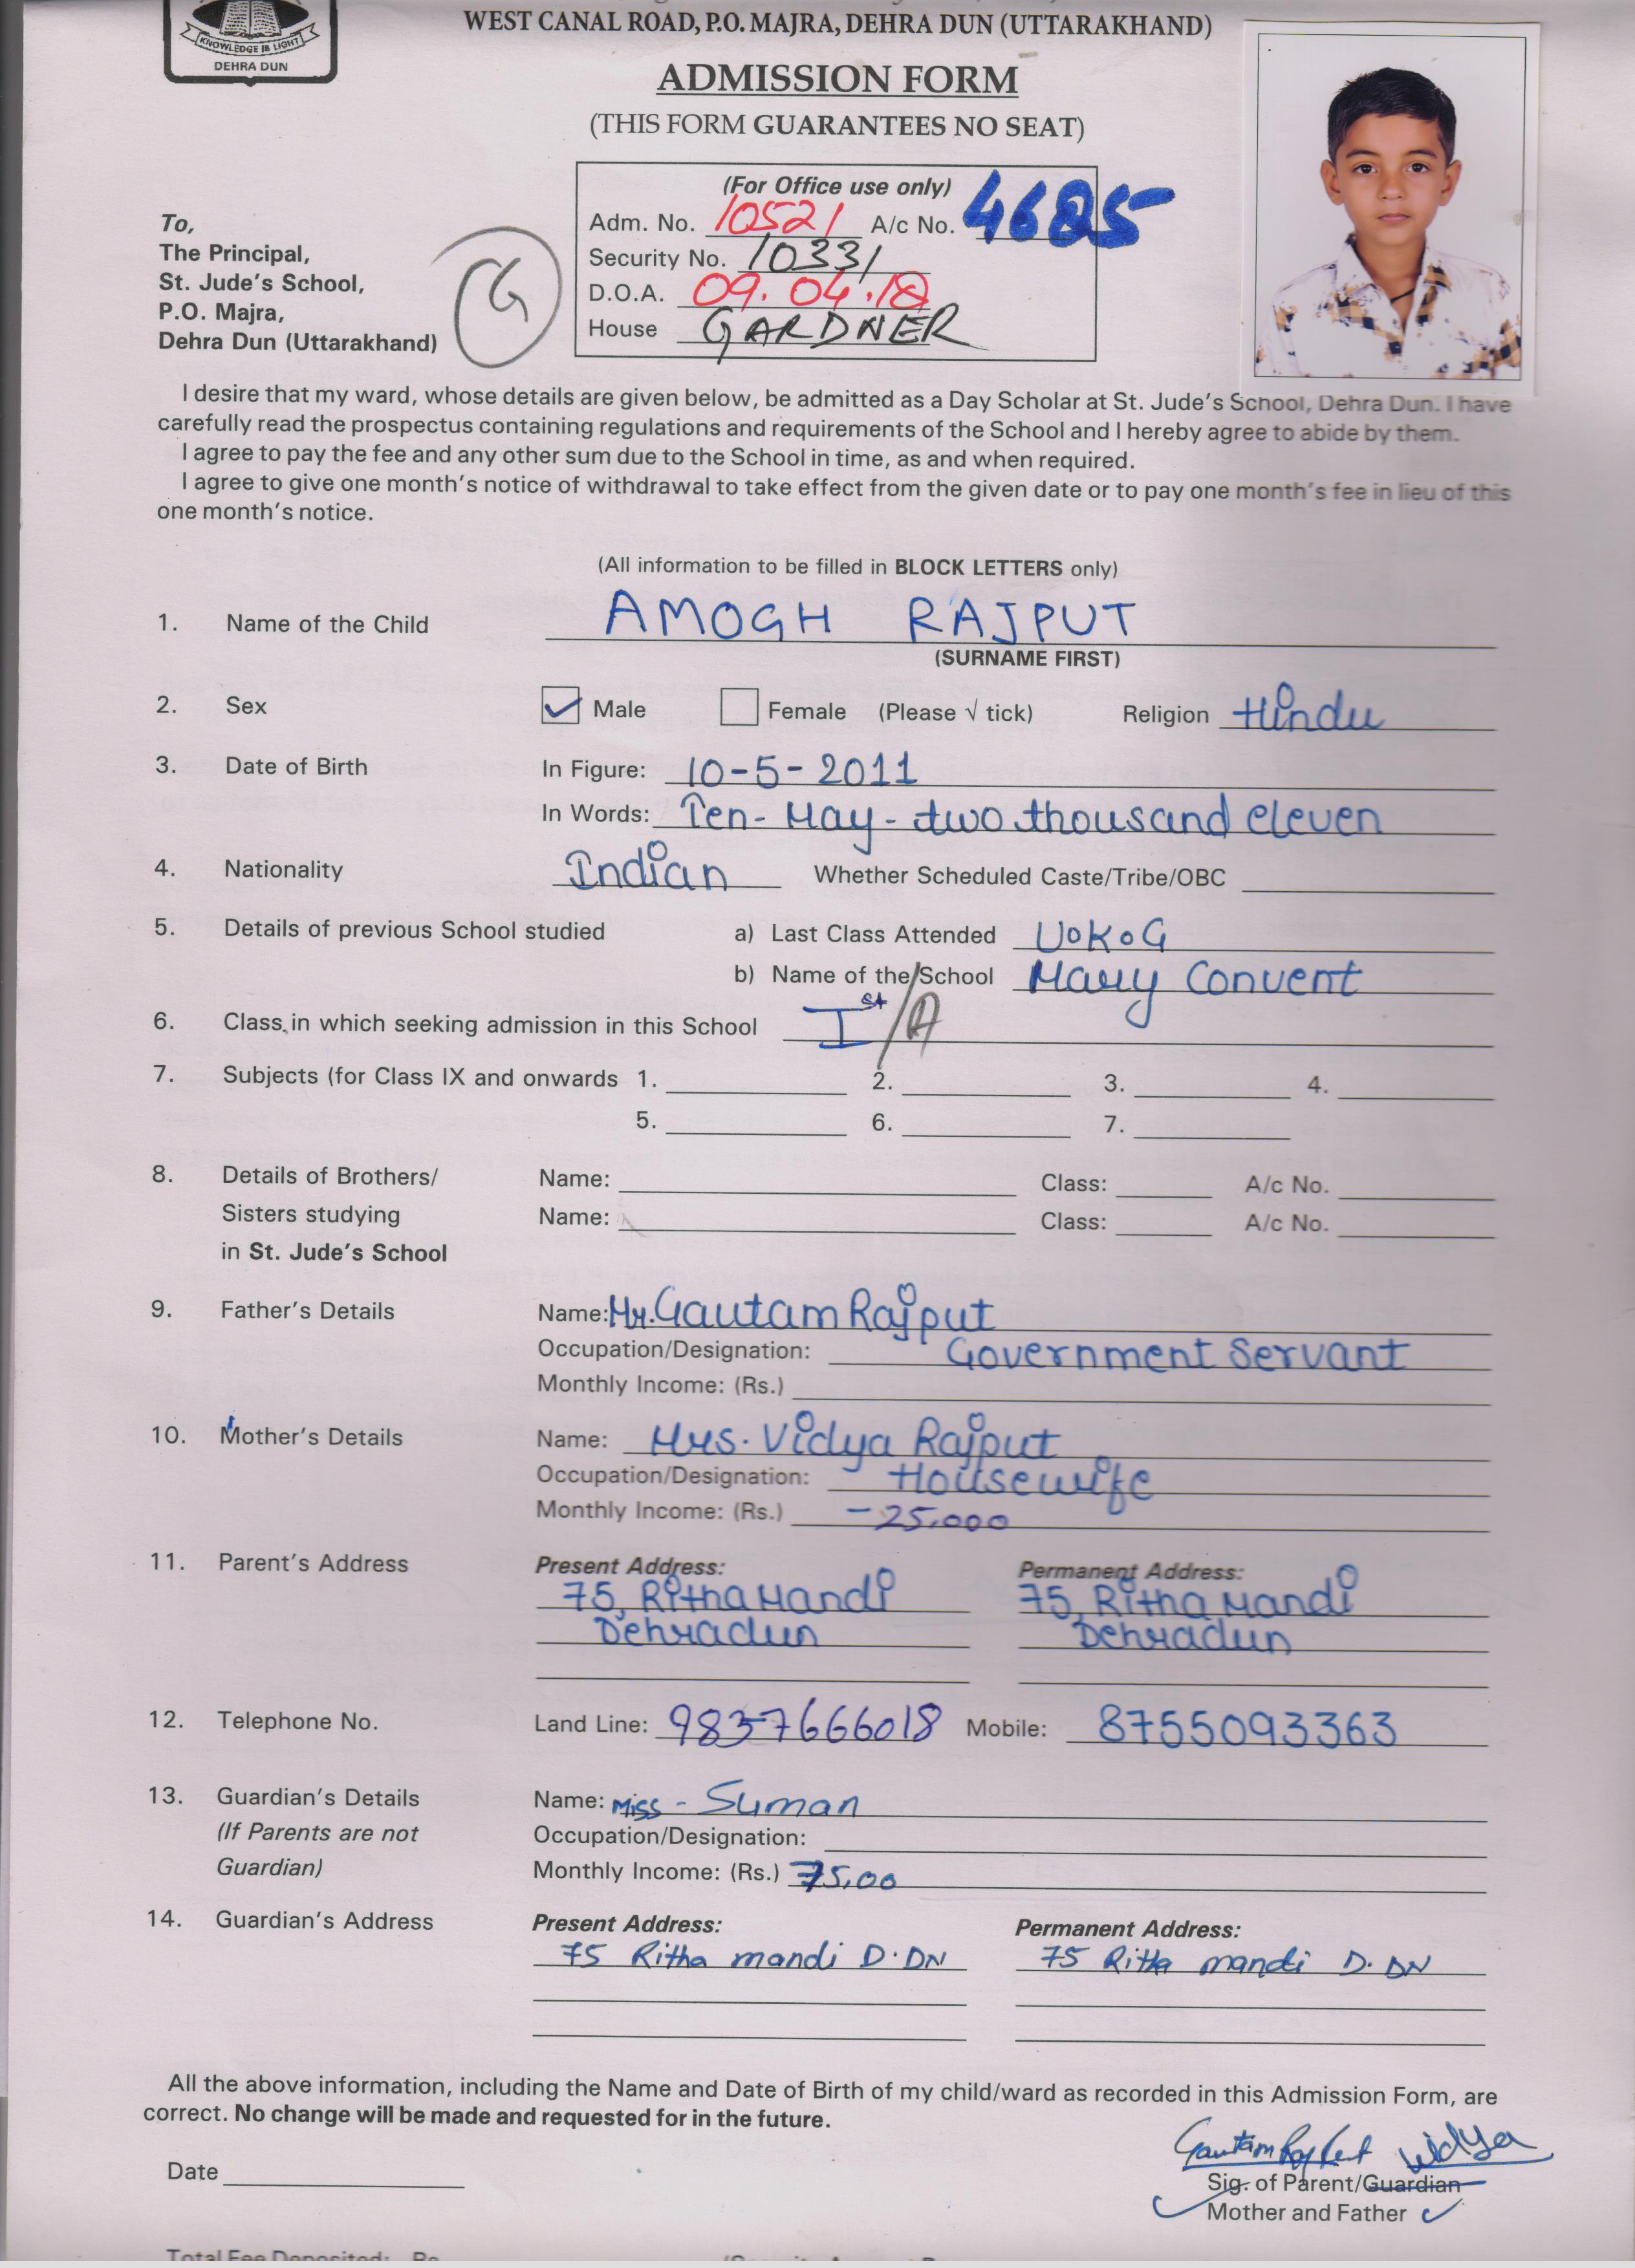 KNOWLEDGE IS LIGHT
DEHRA DUN
WEST CANAL ROAD, P.O. MAJRA, DEHRA DUN (UTTARAKHAND)
ADMISSION FORM
(THIS FORM GUARANTEES NO SEAT)
(For Office use only)
Adm. No. 10521 A/c No. 4685
Security No. 10331
D.O.A. 09.04.18
House GARDNER
To,
The Principal,
St. Jude's School,
P.O. Majra,
Dehra Dun (Uttarakhand)
G
I desire that my ward, whose details are given below, be admitted as a Day Scholar at St. Jude's School, Dehra Dun. I have
carefully read the prospectus containing regulations and requirements of the School and I hereby agree to abide by them.
I agree to pay the fee and any other sum due to the School in time, as and when required.
I agree to give one month's notice of withdrawal to take effect from the given date or to pay one month's fee in lieu of this
one month's notice.
(All information to be filled in BLOCK LETTERS only)
1. Name of the Child AMOGH RAJPUT
(SURNAME FIRST)
2. Sex Male Female (Please √ tick) Religion Hindu
3. Date of Birth In Figure: 10-5-2011
In Words: Ten- May- two thousand eleven
4. Nationality Indian Whether Scheduled Caste/Tribe/OBC
5. Details of previous School studied a) Last Class Attended U.K.G
b) Name of the School Mary Convent
6. Class in which seeking admission in this School Ist/A
7. Subjects (for Class IX and onwards 1. 2. 3. 4.
5. 6. 7.
8. Details of Brothers/ Name: Class: A/c No.
Sisters studying Name: Class: A/c No.
in St. Jude's School
9. Father's Details Name: Mr. Gautam Rajput
Occupation/Designation: Government Servant
Monthly Income: (Rs.)
10. Mother's Details Name: Mrs. Vidya Rajput
Occupation/Designation: Housewife
Monthly Income: (Rs.) -25,000
11. Parent's Address Present Address: Permanent Address:
75, Ritha Mandi 75, Ritha Mandi
Dehradun Dehradun
12. Telephone No. Land Line: 9837666018 Mobile: 8755093363
13. Guardian's Details Name: Miss - Suman
(If Parents are not Occupation/Designation:
Guardian) Monthly Income: (Rs.) 75,00
14. Guardian's Address Present Address: Permanent Address:
75 Ritha mandi D.DN 75 Ritha mandi D.DN
All the above information, including the Name and Date of Birth of my child/ward as recorded in this Admission Form, are
correct. No change will be made and requested for in the future.
Gautam Rajput Vidya
Date Sig. of Parent/Guardian
Mother and Father
Total Fee Deposited: Rs